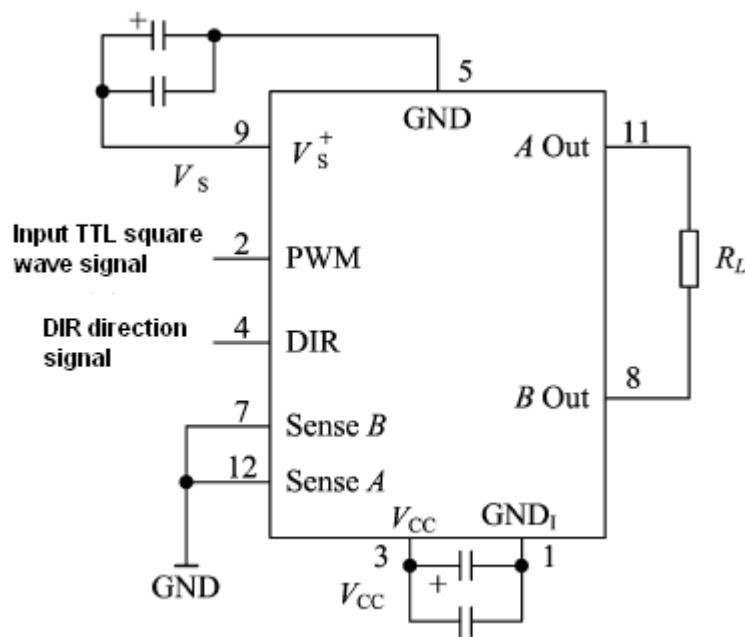 +
5
GND
9
V_S^+
V_S
A Out
11
Input TTL square
wave signal
2
PWM
R_L
DIR direction
signal
4
DIR
B Out
8
7
Sense B
12
Sense A
V_CC
GND_I
GND
3
V_CC
+
1